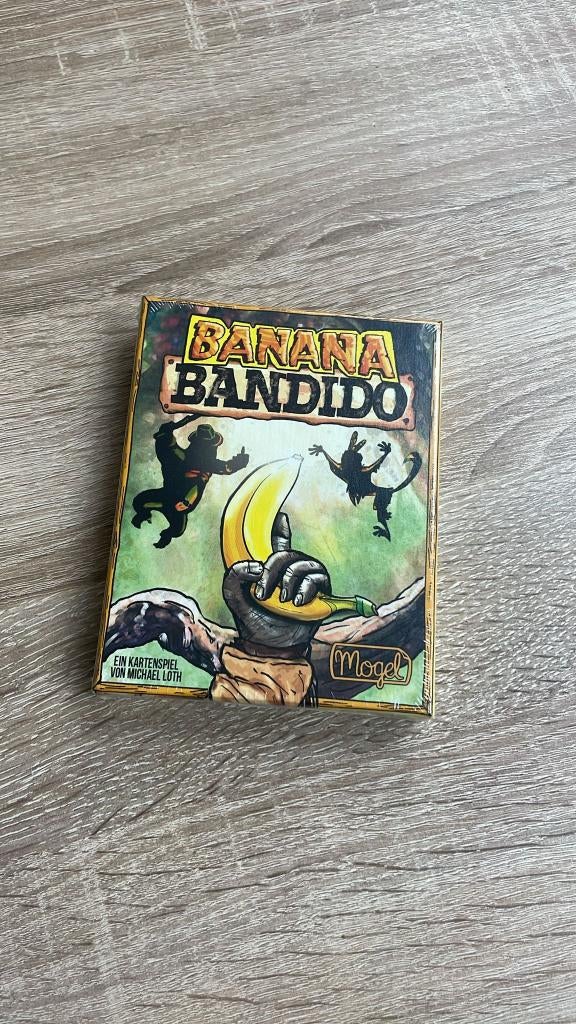 BANANA
BANDIDO
EIN KARTENSPIEL
VON MICHAEL LOTH
Mogel